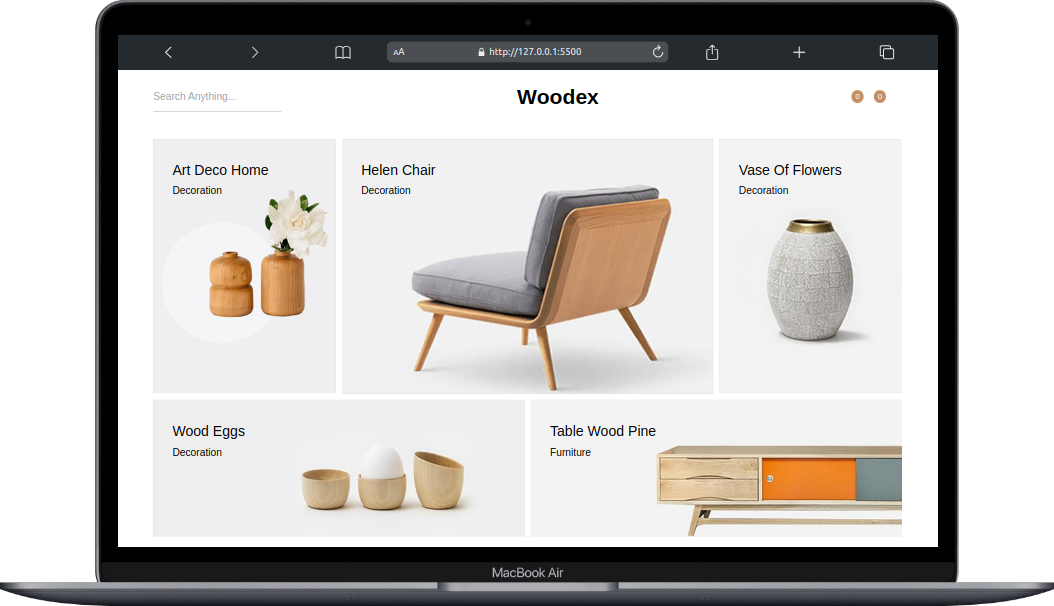 AA
http://127.0.0.1:5500
Search Anything...
Woodex
0
0
Art Deco Home
Decoration
Helen Chair
Decoration
Vase Of Flowers
Decoration
Wood Eggs
Decoration
Table Wood Pine
Furniture
MacBook Air